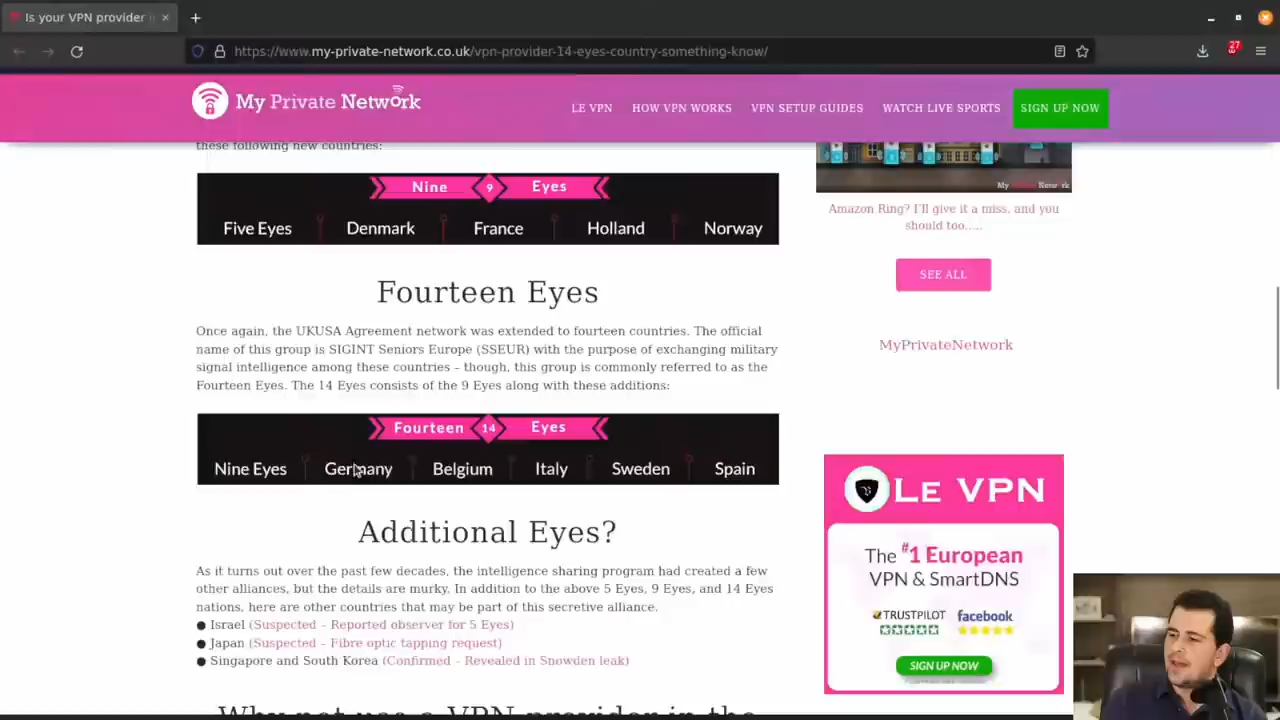 Is your VPN provider
https://www.my-private-network.co.uk/vpn-provider-14-eyes-country-something-know/
27
My Private Network
LE VPN
HOW VPN WORKS
VPN SETUP GUIDES
WATCH LIVE SPORTS
SIGN UP NOW
these following new countries:
Nine 9 Eyes
Five Eyes Denmark France Holland Norway
Fourteen Eyes
Once again, the UKUSA Agreement network was extended to fourteen countries. The official
name of this group is SIGINT Seniors Europe (SSEUR) with the purpose of exchanging military
signal intelligence among these countries – though, this group is commonly referred to as the
Fourteen Eyes. The 14 Eyes consists of the 9 Eyes along with these additions:
Fourteen 14 Eyes
Nine Eyes Germany Belgium Italy Sweden Spain
Additional Eyes?
As it turns out over the past few decades, the intelligence sharing program had created a few
other alliances, but the details are murky. In addition to the above 5 Eyes, 9 Eyes, and 14 Eyes
nations, here are other countries that may be part of this secretive alliance.
● Israel (Suspected – Reported observer for 5 Eyes)
● Japan (Suspected – Fibre optic tapping request)
● Singapore and South Korea (Confirmed – Revealed in Snowden leak)
Why not use a VPN provider in the
My Private Network
Amazon Ring? I'll give it a miss, and you
should too.....
SEE ALL
MyPrivateNetwork
LE VPN
The #1 European
VPN & SmartDNS
TRUSTPILOT facebook
SIGN UP NOW